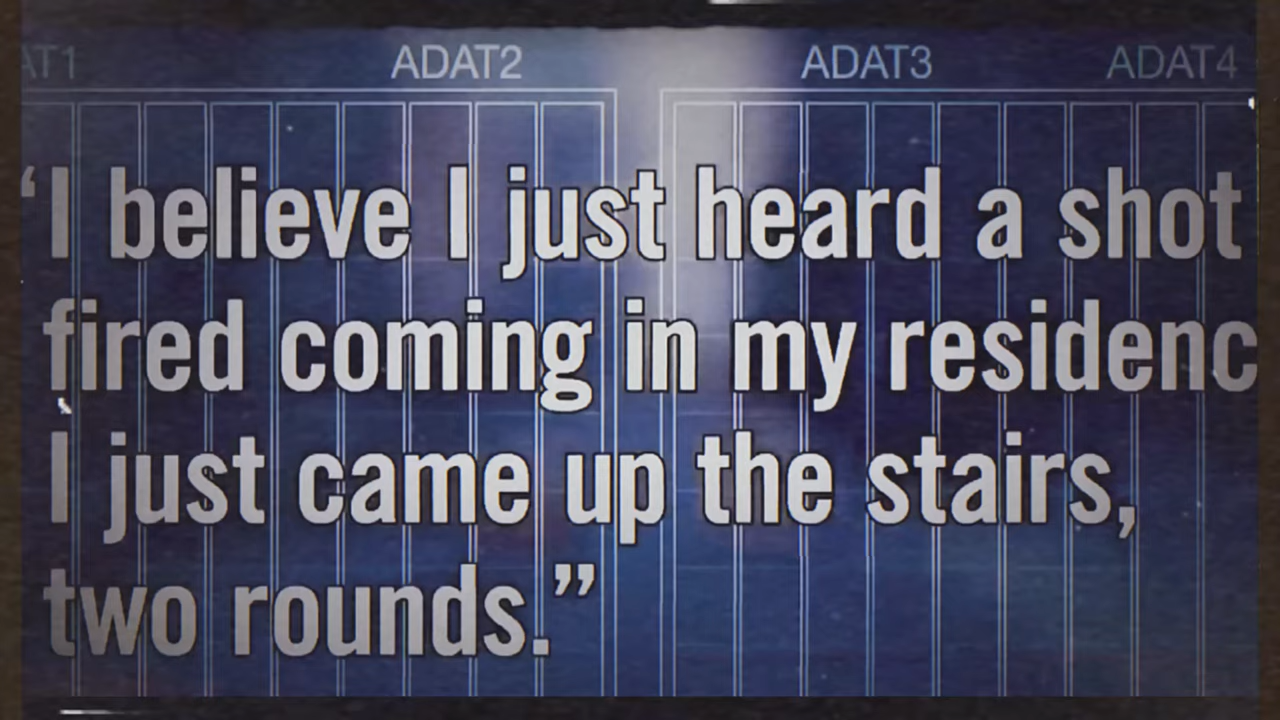 AT1 ADAT2 ADAT3 ADAT4
‘I believe I just heard a shot
fired coming in my residenc
I just came up the stairs,
two rounds.”